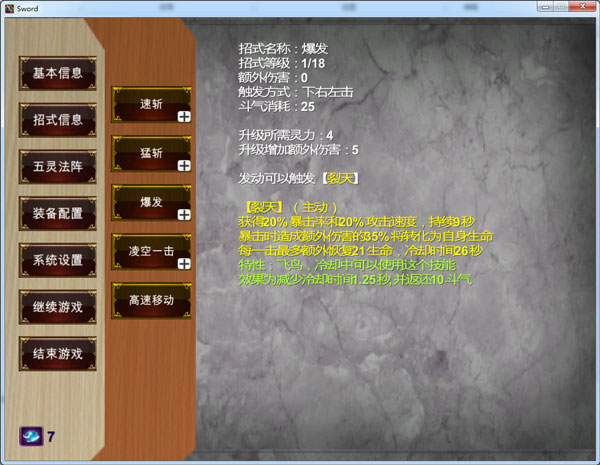 Sword
基本信息
招式信息
五灵法阵
装备配置
系统设置
继续游戏
结束游戏
7
速斩
猛斩
爆发
凌空一击
高速移动
招式名称：爆发
招式等级：1/18
额外伤害：0
触发方式：下右左击
斗气消耗：25
升级所需灵力：4
升级增加额外伤害：5
发动可以触发【裂天】
【裂天】（主动）
获得20%暴击率和20%攻击速度，持续9秒
暴击时造成额外伤害的35%将转化为自身生命
每一击最多额外恢复21生命，冷却时间26秒
特性：飞鸟，冷却中可以使用这个技能
效果为减少冷却时间1.25秒,并返还10斗气